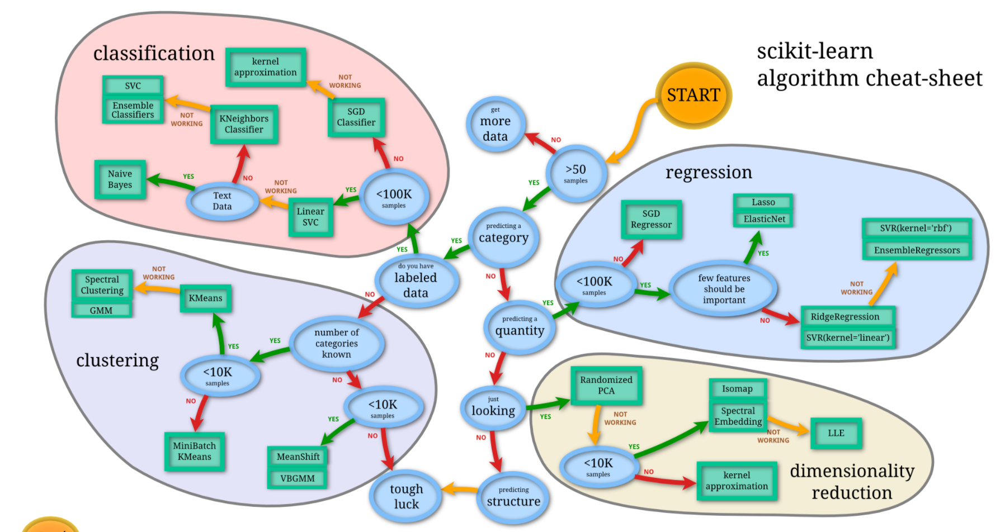 scikit-learn
algorithm cheat-sheet
START
get
more
data
NO
>50
samples
YES
predicting a
category
YES
NO
do you have
labeled
data
YES
NO
predicting a
quantity
YES
NO
just
looking
YES
NO
predicting
structure
tough
luck
classification
kernel
approximation
NOT
WORKING
SGD
Classifier
NO
<100K
samples
YES
Linear
SVC
NOT
WORKING
Text
Data
YES
Naive
Bayes
NO
KNeighbors
Classifier
NOT
WORKING
SVC
Ensemble
Classifiers
regression
<100K
samples
NO
SGD
Regressor
YES
few features
should be
important
YES
Lasso
ElasticNet
NO
RidgeRegression
SVR(kernel='linear')
NOT
WORKING
SVR(kernel='rbf')
EnsembleRegressors
clustering
number of
categories
known
YES
<10K
samples
YES
KMeans
NOT
WORKING
Spectral
Clustering
GMM
NO
MiniBatch
KMeans
NO
<10K
samples
YES
MeanShift
VBGMM
NO
dimensionality
reduction
Randomized
PCA
NOT
WORKING
<10K
samples
YES
Isomap
Spectral
Embedding
NOT
WORKING
LLE
NO
kernel
approximation